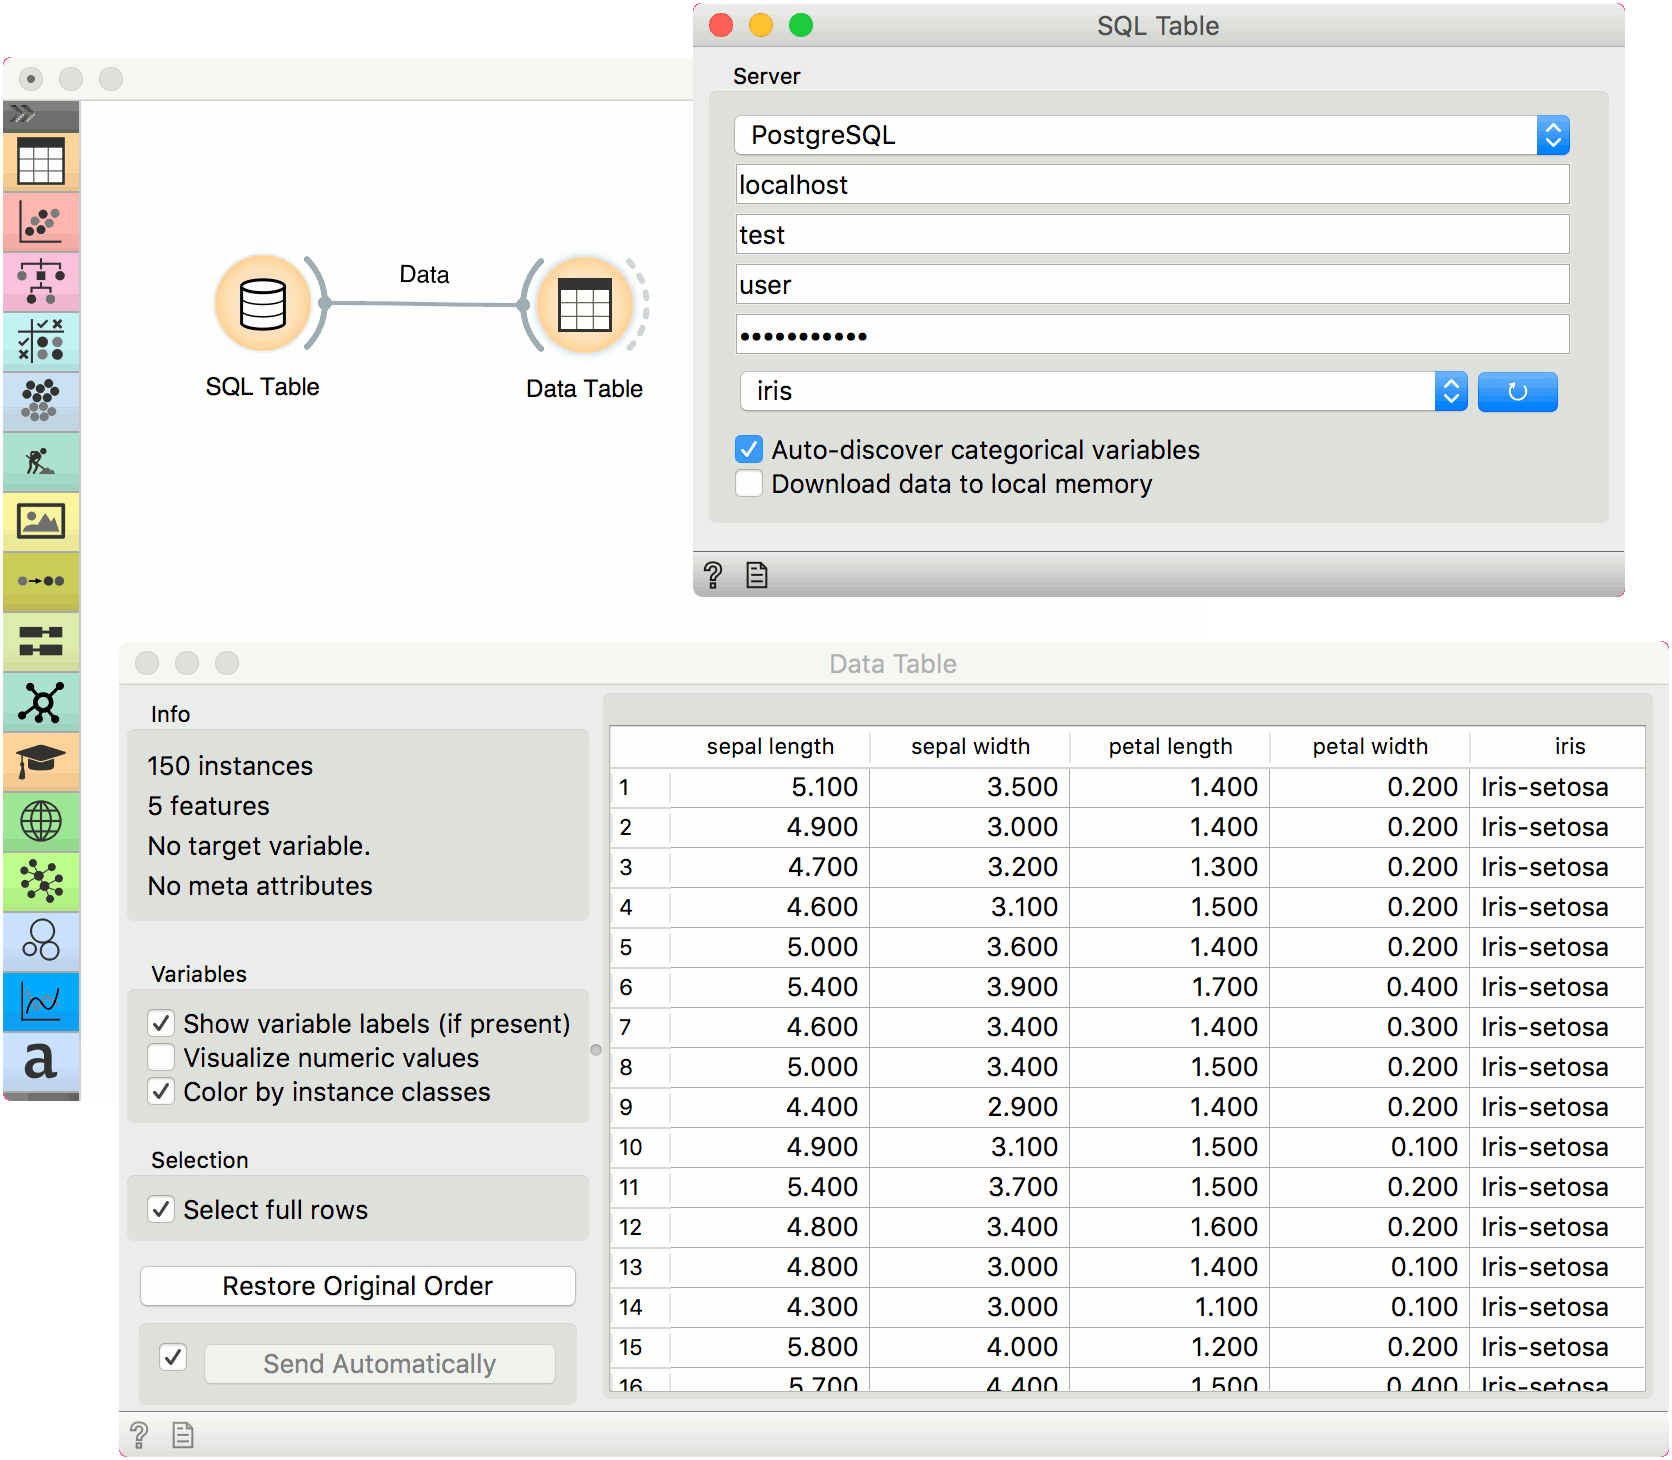 SQL Table
Server
PostgreSQL
localhost
test
user
•••••••••••
iris
Auto-discover categorical variables
Download data to local memory
?
Data
SQL Table
Data Table
a
Data Table
Info
150 instances
5 features
No target variable.
No meta attributes
Variables
Show variable labels (if present)
Visualize numeric values
Color by instance classes
Selection
Select full rows
Restore Original Order
Send Automatically
?
sepal length sepal width petal length petal width iris
1 5.100 3.500 1.400 0.200 Iris-setosa
2 4.900 3.000 1.400 0.200 Iris-setosa
3 4.700 3.200 1.300 0.200 Iris-setosa
4 4.600 3.100 1.500 0.200 Iris-setosa
5 5.000 3.600 1.400 0.200 Iris-setosa
6 5.400 3.900 1.700 0.400 Iris-setosa
7 4.600 3.400 1.400 0.300 Iris-setosa
8 5.000 3.400 1.500 0.200 Iris-setosa
9 4.400 2.900 1.400 0.200 Iris-setosa
10 4.900 3.100 1.500 0.100 Iris-setosa
11 5.400 3.700 1.500 0.200 Iris-setosa
12 4.800 3.400 1.600 0.200 Iris-setosa
13 4.800 3.000 1.400 0.100 Iris-setosa
14 4.300 3.000 1.100 0.100 Iris-setosa
15 5.800 4.000 1.200 0.200 Iris-setosa
16 5.700 4.400 1.500 0.400 Iris-setosa